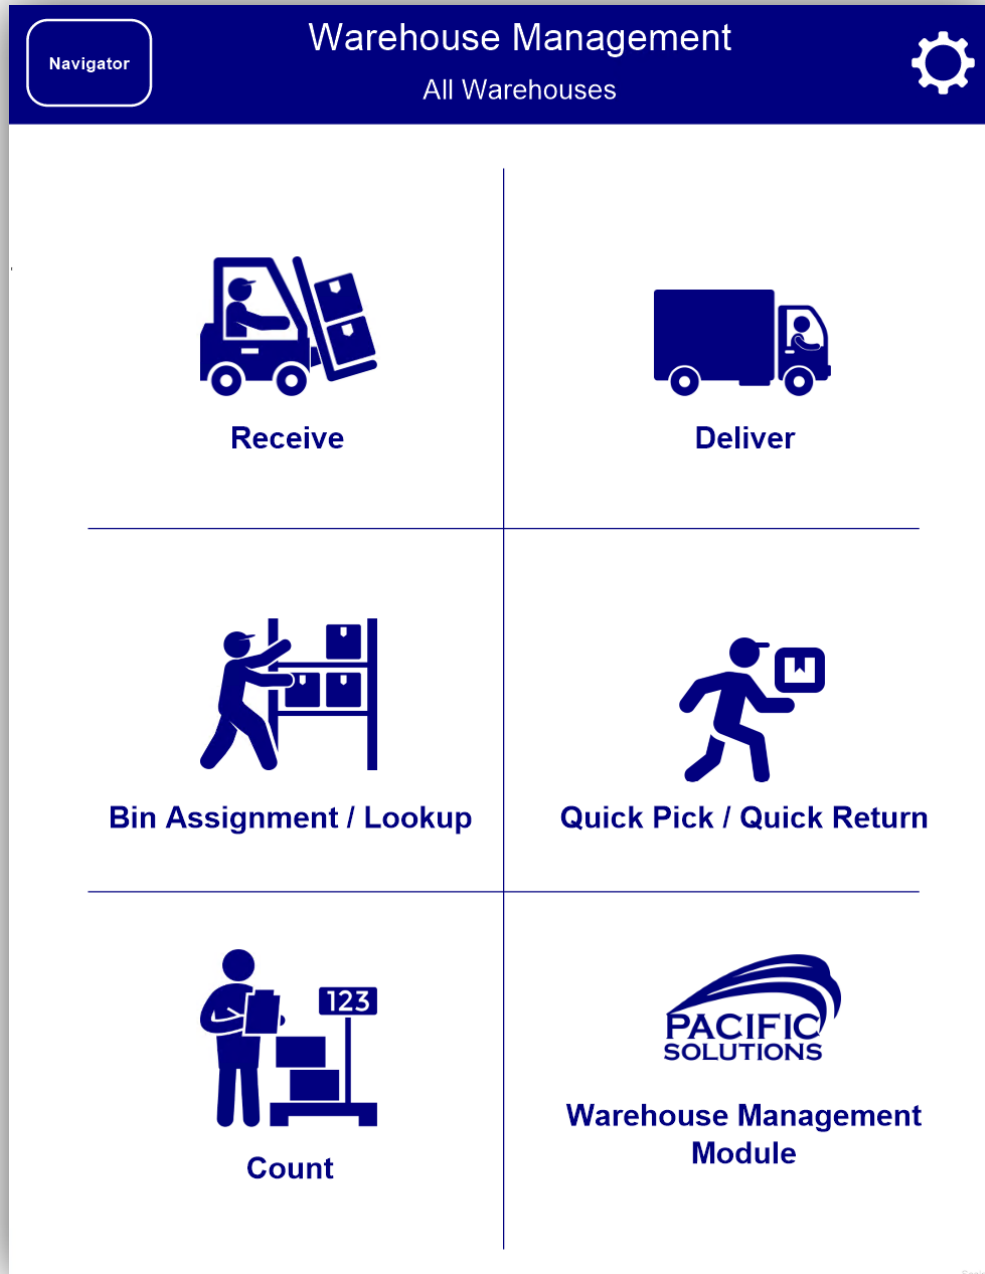 Navigator
Warehouse Management
All Warehouses
Receive
Deliver
Bin Assignment / Lookup
Quick Pick / Quick Return
123
Count
PACIFIC
SOLUTIONS
Warehouse Management
Module